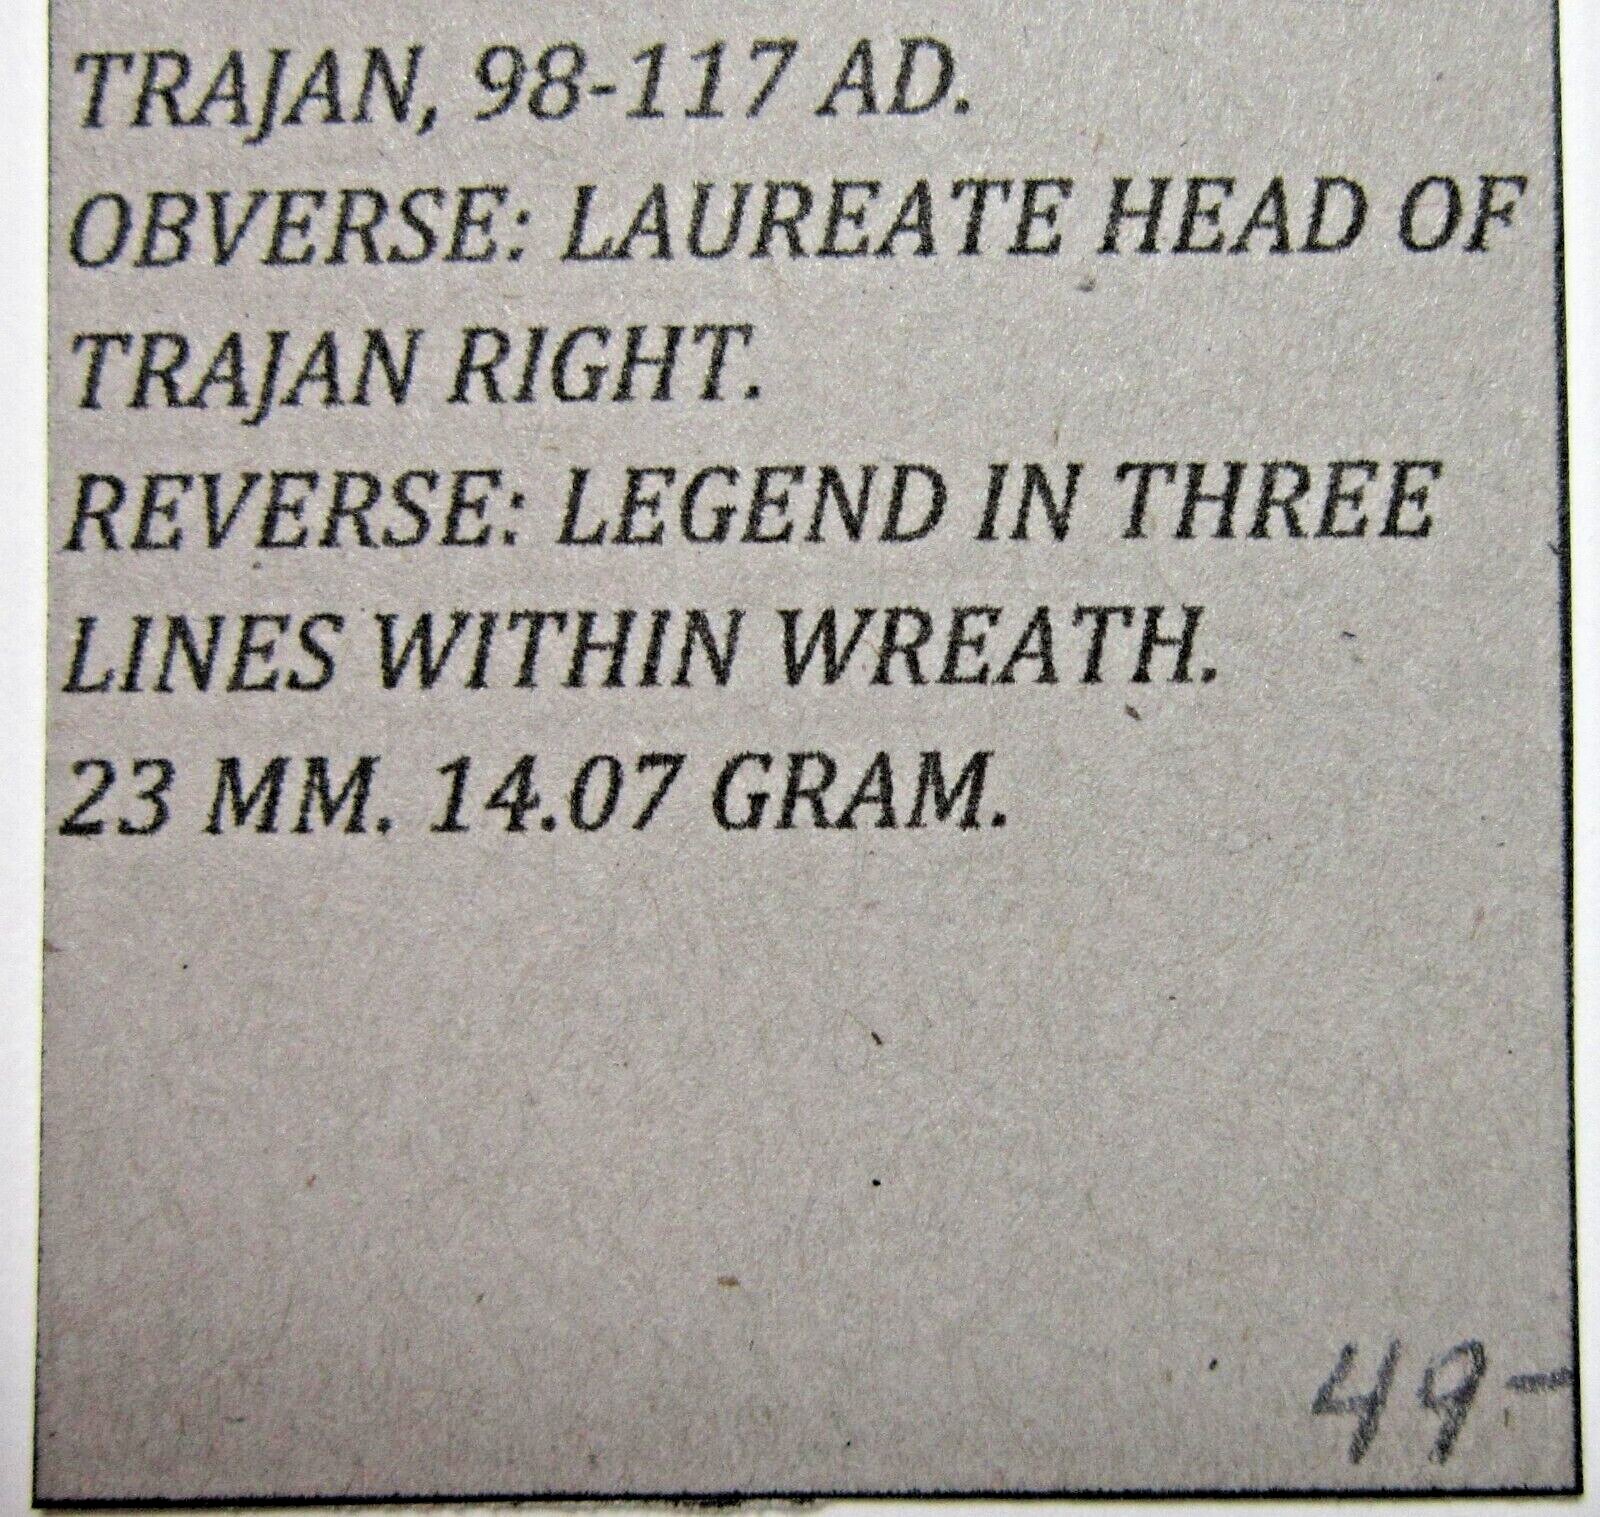 TRAJAN, 98-117 AD.
OBVERSE: LAUREATE HEAD OF
TRAJAN RIGHT.
REVERSE: LEGEND IN THREE
LINES WITHIN WREATH.
23 MM. 14.07 GRAM.
49-